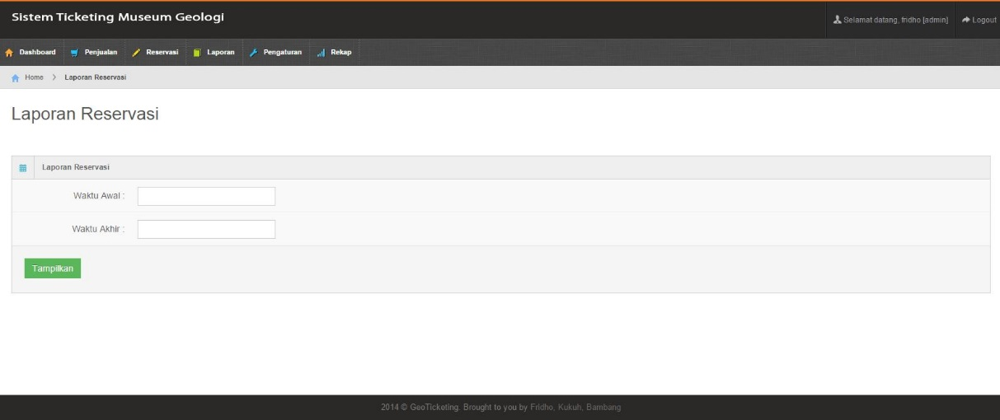 Sistem Ticketing Museum Geologi
Selamat datang, fridho [admin] Logout
Dashboard Penjualan Reservasi Laporan Pengaturan Rekap
Home > Laporan Reservasi
Laporan Reservasi
Laporan Reservasi
Waktu Awal :
Waktu Akhir :
Tampilkan
2014 © GeoTicketing. Brought to you by Fridho, Kukuh, Bambang